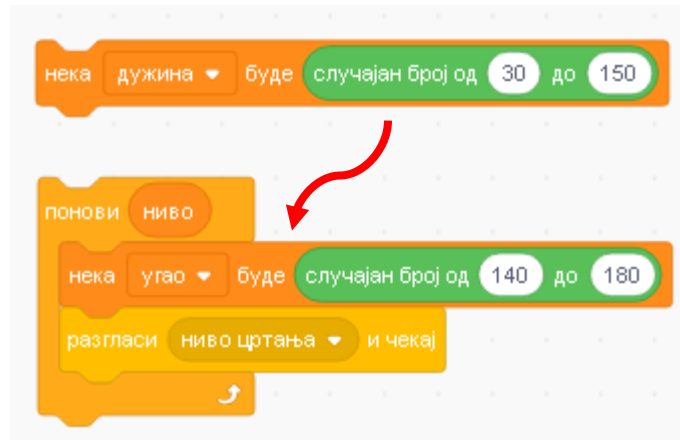 нека дужина буде случајан број од 30 до 150
понови ниво
нека угао буде случајан број од 140 до 180
разгласи ниво цртања и чекај